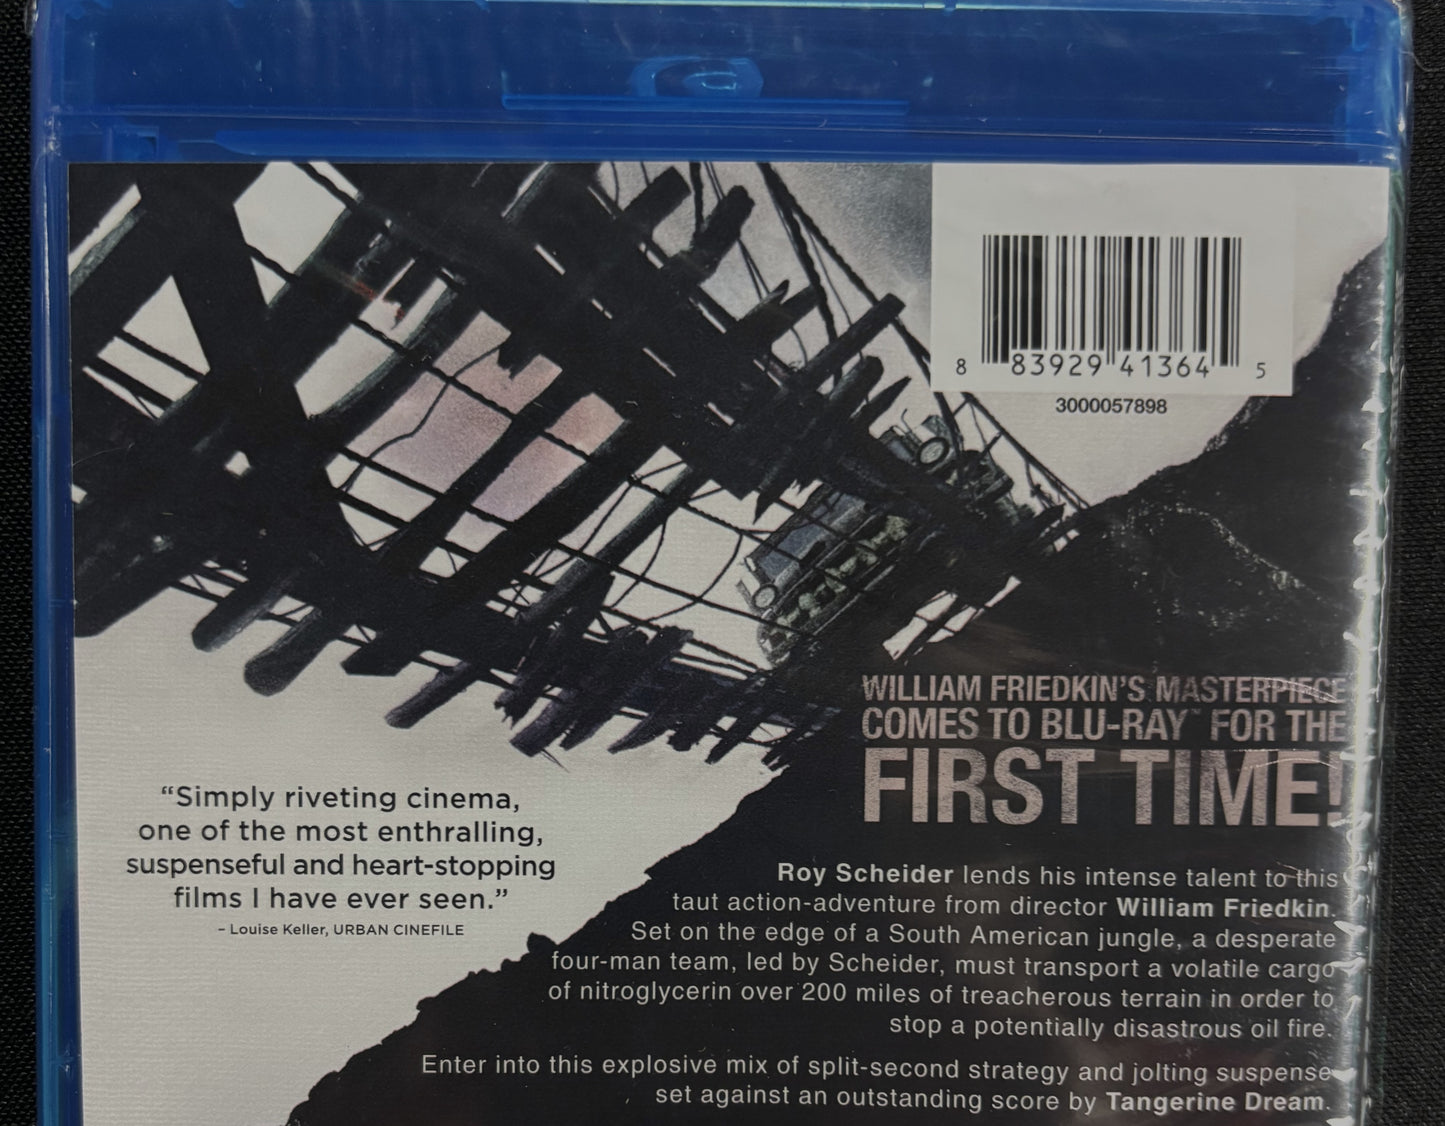 8 83929 41364 5
3000057898
WILLIAM FRIEDKIN'S MASTERPIECE
COMES TO BLU-RAY™ FOR THE
FIRST TIME!
“Simply riveting cinema,
one of the most enthralling,
suspenseful and heart-stopping
films I have ever seen.”
– Louise Keller, URBAN CINEFILE
Roy Scheider lends his intense talent to this
taut action-adventure from director William Friedkin.
Set on the edge of a South American jungle, a desperate
four-man team, led by Scheider, must transport a volatile cargo
of nitroglycerin over 200 miles of treacherous terrain in order to
stop a potentially disastrous oil fire.
Enter into this explosive mix of split-second strategy and jolting suspense
set against an outstanding score by Tangerine Dream.